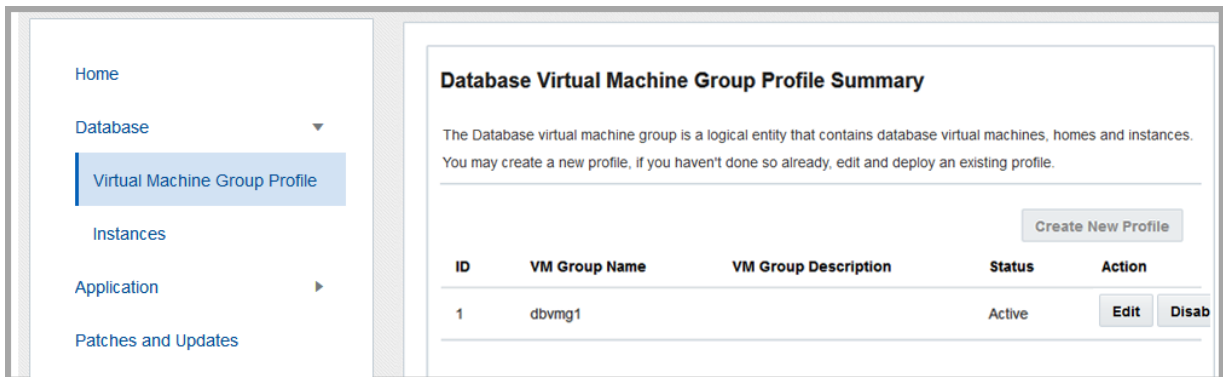 Home
Database
Virtual Machine Group Profile
Instances
Application
Patches and Updates
Database Virtual Machine Group Profile Summary
The Database virtual machine group is a logical entity that contains database virtual machines, homes and instances.
You may create a new profile, if you haven't done so already, edit and deploy an existing profile.
Create New Profile
ID VM Group Name VM Group Description Status Action
1 dbvmg1 Active Edit Disab